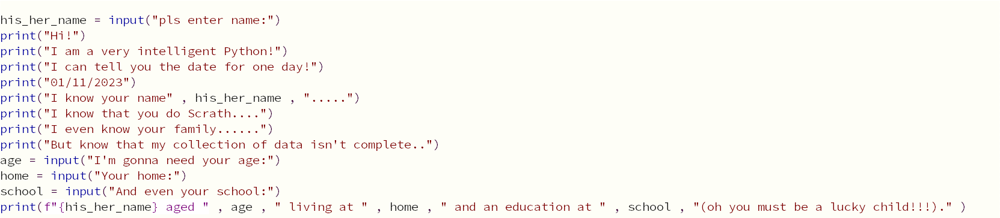 his_her_name = input("pls enter name:")
print("Hi!")
print("I am a very intelligent Python!")
print("I can tell you the date for one day!")
print("01/11/2023")
print("I know your name" , his_her_name , ".....")
print("I know that you do Scrath....")
print("I even know your family......")
print("But know that my collection of data isn't complete..")
age = input("I'm gonna need your age:")
home = input("Your home:")
school = input("And even your school:")
print(f"{his_her_name} aged " , age , " living at " , home , " and an education at " , school , "(oh you must be a lucky child!!!)." )